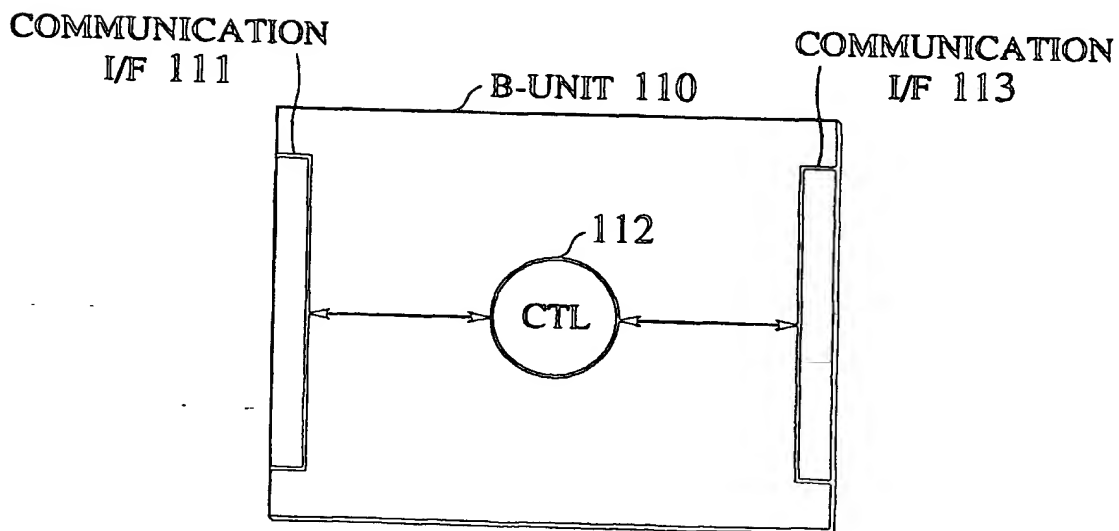 COMMUNICATION
I/F 111
B-UNIT 110
COMMUNICATION
I/F 113
112
CTL